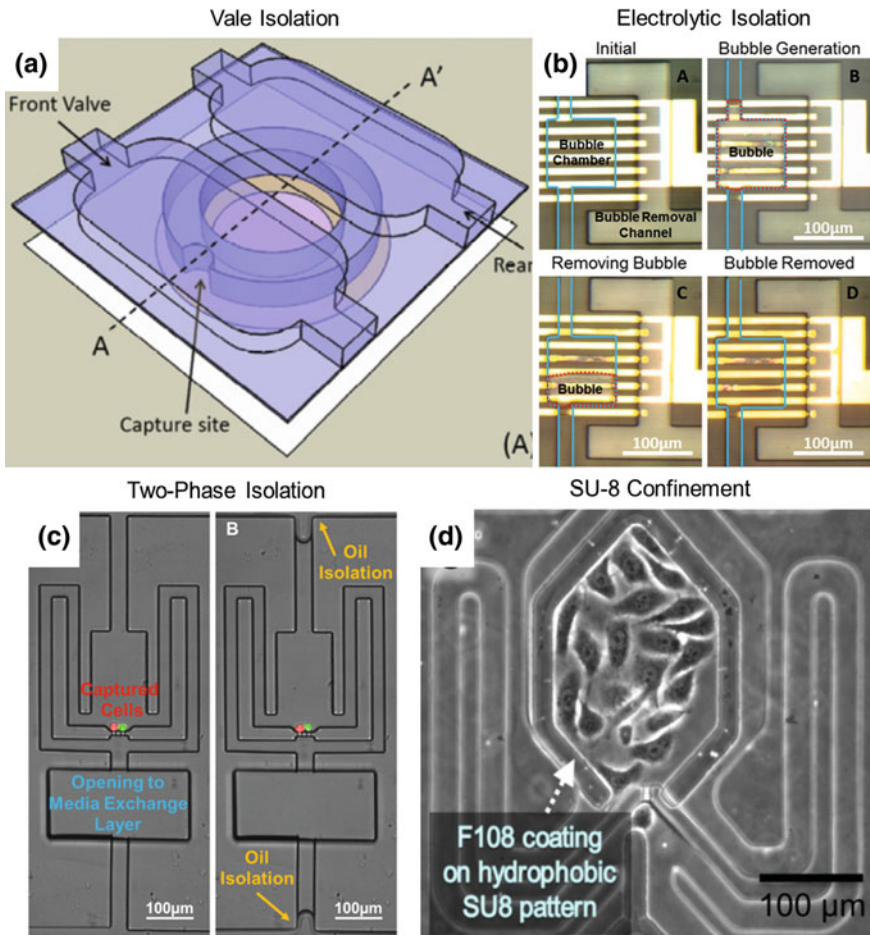 Vale Isolation
Electrolytic Isolation
(a)
A'
Front Valve
Rear
A
Capture site
(A)
(b)
Initial
Bubble Generation
A
B
Bubble
Chamber
Bubble
Bubble Removal
Channel
100μm
Removing Bubble
Bubble Removed
C
D
Bubble
100μm
100μm
Two-Phase Isolation
SU-8 Confinement
(c)
B
Oil
Isolation
Captured
Cells
Opening to
Media Exchange
Layer
Oil
Isolation
100μm
100μm
(d)
F108 coating
on hydrophobic
SU8 pattern
100 μm